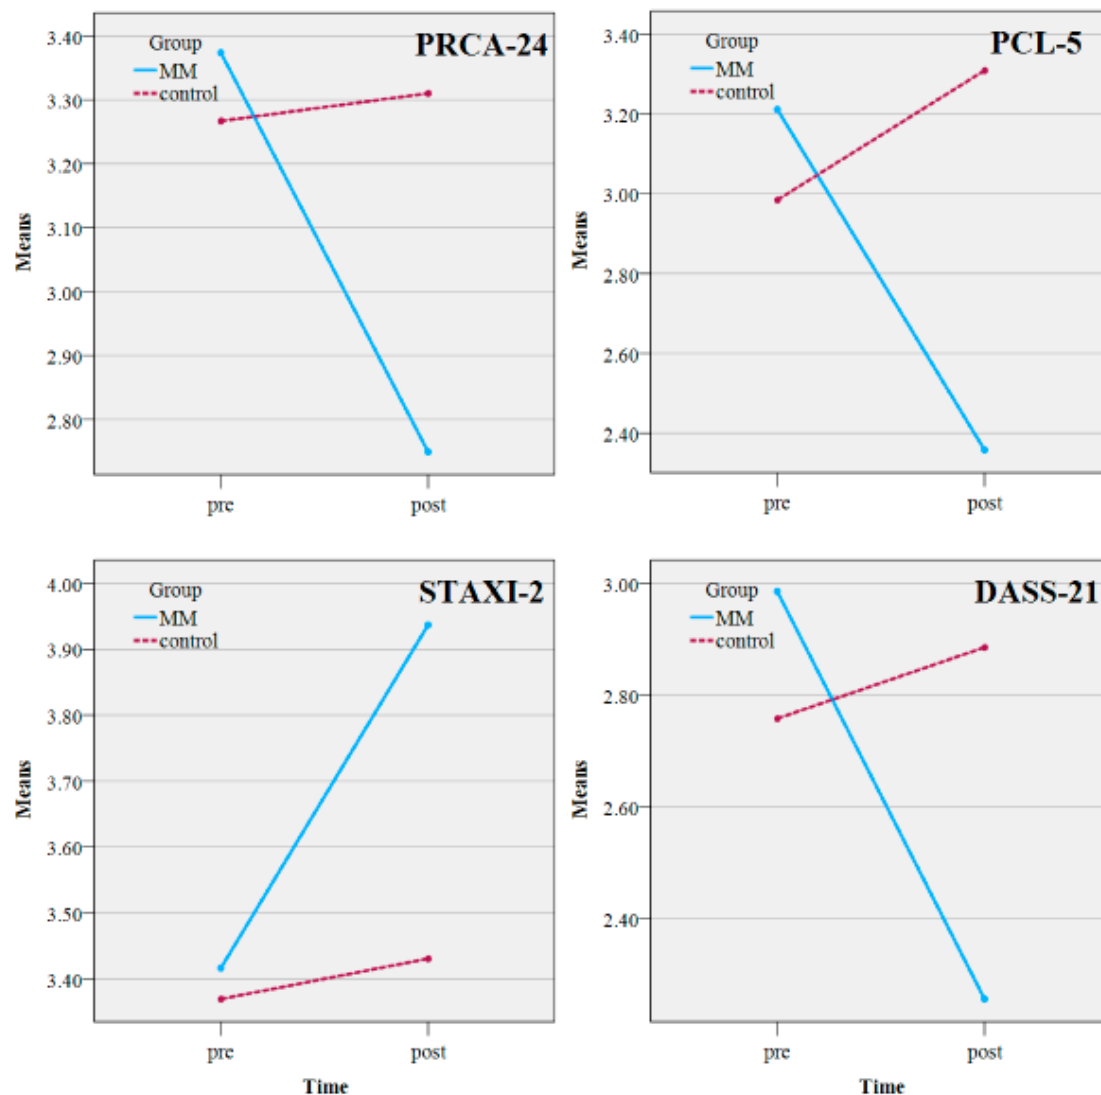 PRCA-24
Group
MM
control
3.40
3.30
3.20
3.10
3.00
2.90
2.80
Means
pre post
PCL-5
Group
MM
control
3.40
3.20
3.00
2.80
2.60
2.40
Means
pre post
STAXI-2
Group
MM
control
4.00
3.90
3.80
3.70
3.60
3.50
3.40
Means
pre post
Time
DASS-21
Group
MM
control
3.00
2.80
2.60
2.40
Means
pre post
Time